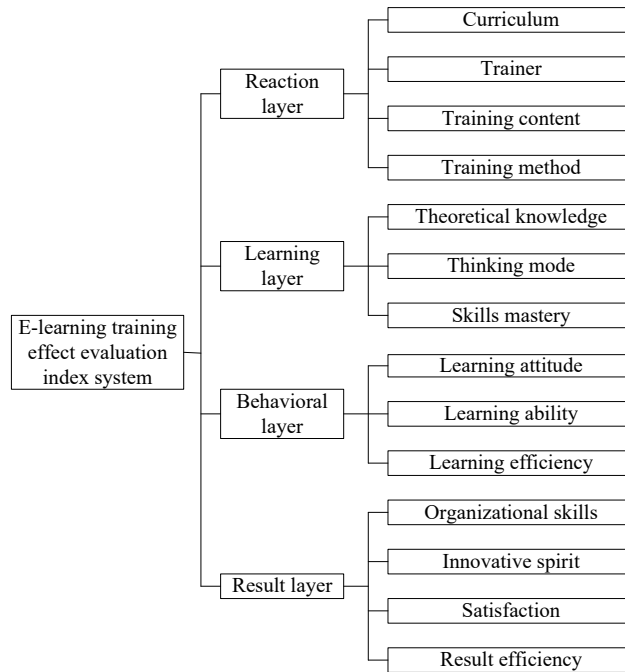 E-learning training
effect evaluation
index system
Reaction
layer
Curriculum
Trainer
Training content
Training method
Learning
layer
Theoretical knowledge
Thinking mode
Skills mastery
Behavioral
layer
Learning attitude
Learning ability
Learning efficiency
Result layer
Organizational skills
Innovative spirit
Satisfaction
Result efficiency